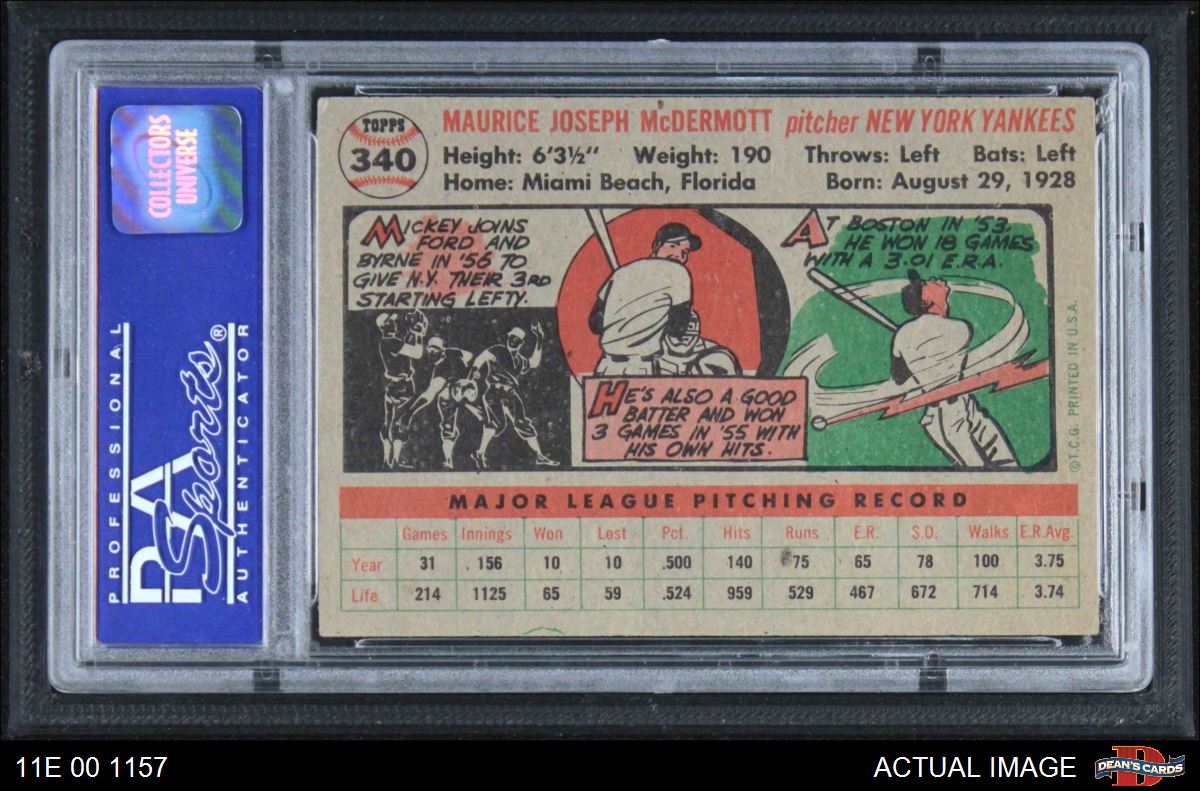 COLLECTORS
UNIVERSE
PROFESSIONAL
PSA
Sports®
AUTHENTICATOR
TOPPS
340
MAURICE JOSEPH McDERMOTT pitcher NEW YORK YANKEES
Height: 6'3½" Weight: 190 Throws: Left Bats: Left
Home: Miami Beach, Florida Born: August 29, 1928
MICKEY JOINS
FORD AND
BYRNE IN '56 TO
GIVE N.Y. THEIR 3RD
STARTING LEFTY.
HE'S ALSO A GOOD
BATTER AND WON
3 GAMES IN '55 WITH
HIS OWN HITS.
AT BOSTON IN '53,
HE WON 18 GAMES
WITH A 3.01 E.R.A.
©T.C.G. PRINTED IN U.S.A.
MAJOR LEAGUE PITCHING RECORD
Games Innings Won Lost Pct. Hits Runs E.R. S.O. Walks E.R.Avg.
Year 31 156 10 10 .500 140 75 65 78 100 3.75
Life 214 1125 65 59 .524 959 529 467 672 714 3.74
11E 00 1157
ACTUAL IMAGE
DEAN'S CARDS